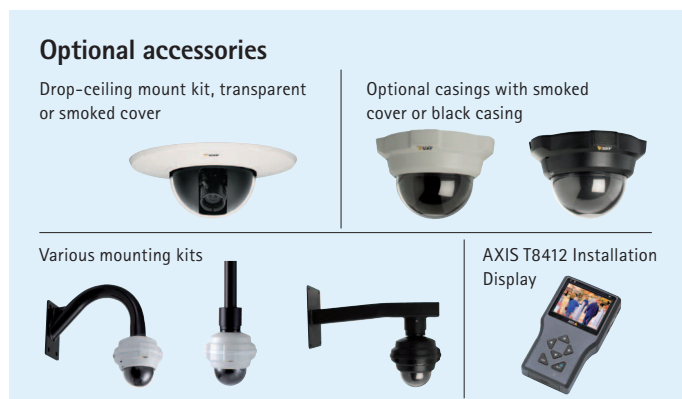 Optional accessories
Drop-ceiling mount kit, transparent
or smoked cover
Optional casings with smoked
cover or black casing
Various mounting kits
AXIS T8412 Installation
Display